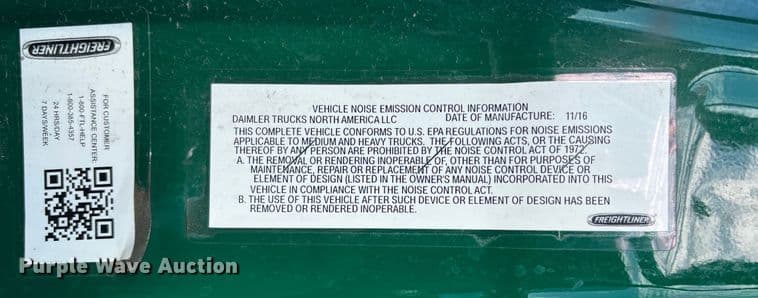 FREIGHTLINER
FOR CUSTOMER
ASSISTANCE CENTER:
1-800-FTL-HELP
1-800-385-4357
24 HRS/DAY
7 DAYS/WEEK
VEHICLE NOISE EMISSION CONTROL INFORMATION
DAIMLER TRUCKS NORTH AMERICA LLC DATE OF MANUFACTURE: 11/16
THIS COMPLETE VEHICLE CONFORMS TO U.S. EPA REGULATIONS FOR NOISE EMISSIONS
APPLICABLE TO MEDIUM AND HEAVY TRUCKS. THE FOLLOWING ACTS, OR THE CAUSING
THEREOF BY ANY PERSON ARE PROHIBITED BY THE NOISE CONTROL ACT OF 1972.
A. THE REMOVAL OR RENDERING INOPERABLE OF, OTHER THAN FOR PURPOSES OF
MAINTENANCE, REPAIR OR REPLACEMENT OF ANY NOISE CONTROL DEVICE OR
ELEMENT OF DESIGN (LISTED IN THE OWNER'S MANUAL) INCORPORATED INTO THIS
VEHICLE IN COMPLIANCE WITH THE NOISE CONTROL ACT.
B. THE USE OF THIS VEHICLE AFTER SUCH DEVICE OR ELEMENT OF DESIGN HAS BEEN
REMOVED OR RENDERED INOPERABLE.
FREIGHTLINER
Purple Wave Auction